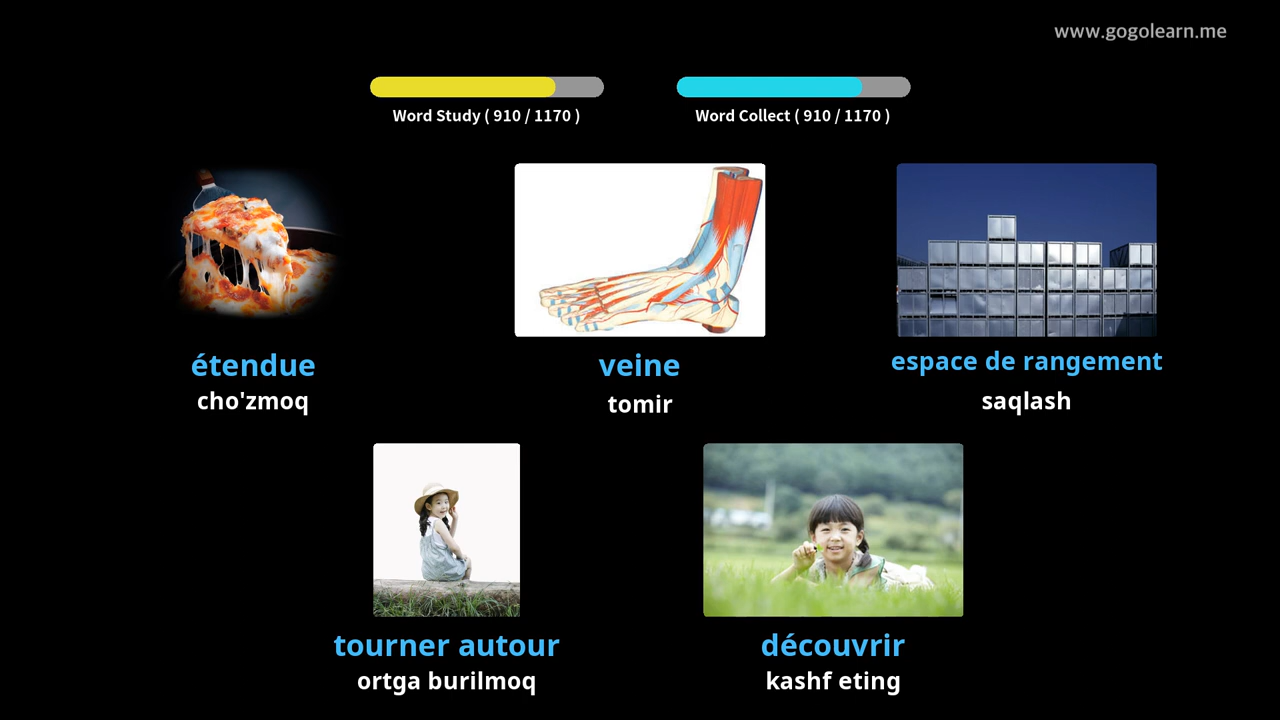 www.gogolearn.me
Word Study ( 910 / 1170 )
Word Collect ( 910 / 1170 )
étendue
cho'zmoq
veine
tomir
espace de rangement
saqlash
tourner autour
ortga burilmoq
découvrir
kashf eting